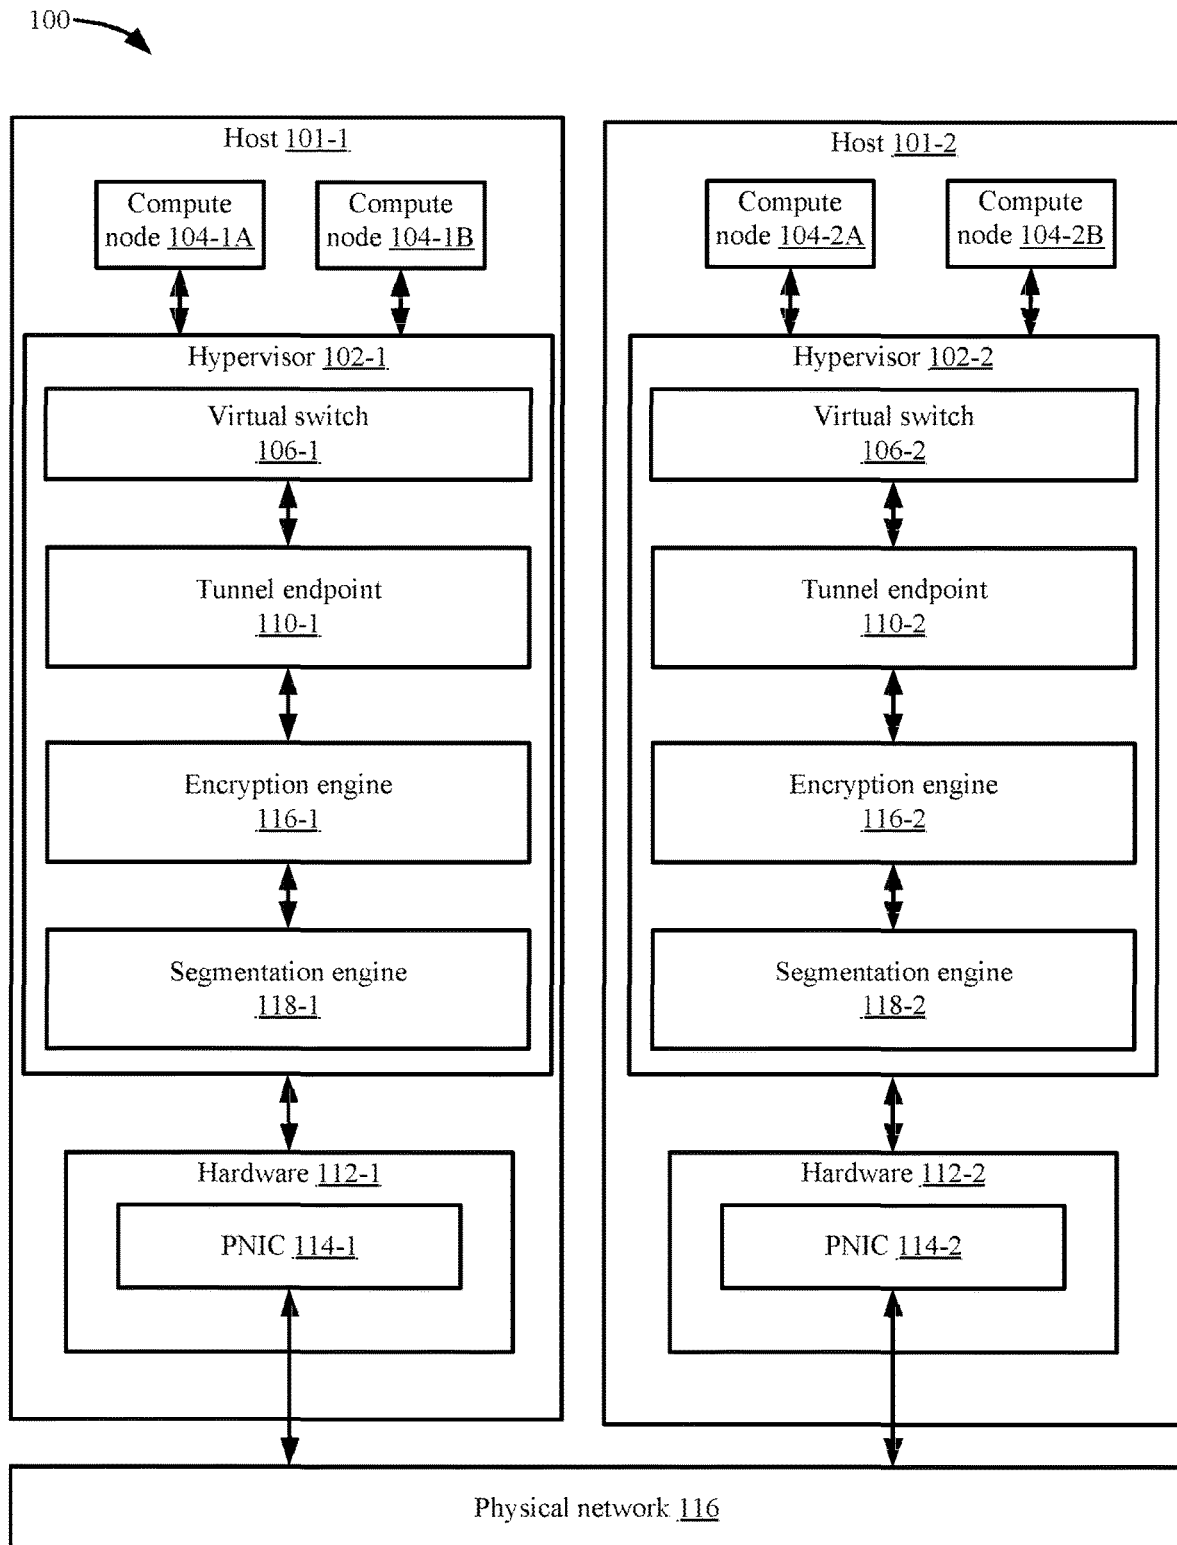 100
Host 101-1
Compute
node 104-1A
Compute
node 104-1B
Hypervisor 102-1
Virtual switch
106-1
Tunnel endpoint
110-1
Encryption engine
116-1
Segmentation engine
118-1
Hardware 112-1
PNIC 114-1
Host 101-2
Compute
node 104-2A
Compute
node 104-2B
Hypervisor 102-2
Virtual switch
106-2
Tunnel endpoint
110-2
Encryption engine
116-2
Segmentation engine
118-2
Hardware 112-2
PNIC 114-2
Physical network 116